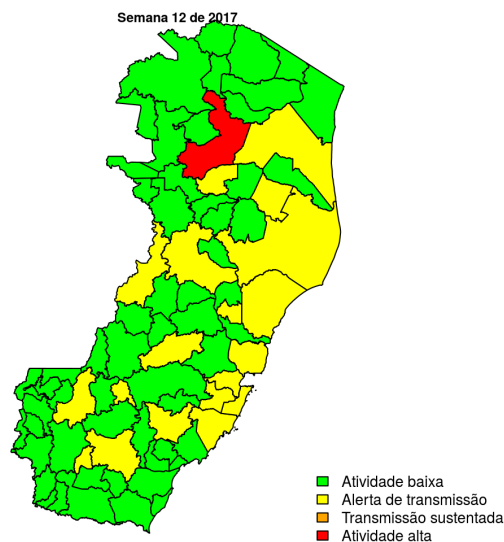 Semana 12 de 2017
Atividade baixa
Alerta de transmissão
Transmissão sustentada
Atividade alta